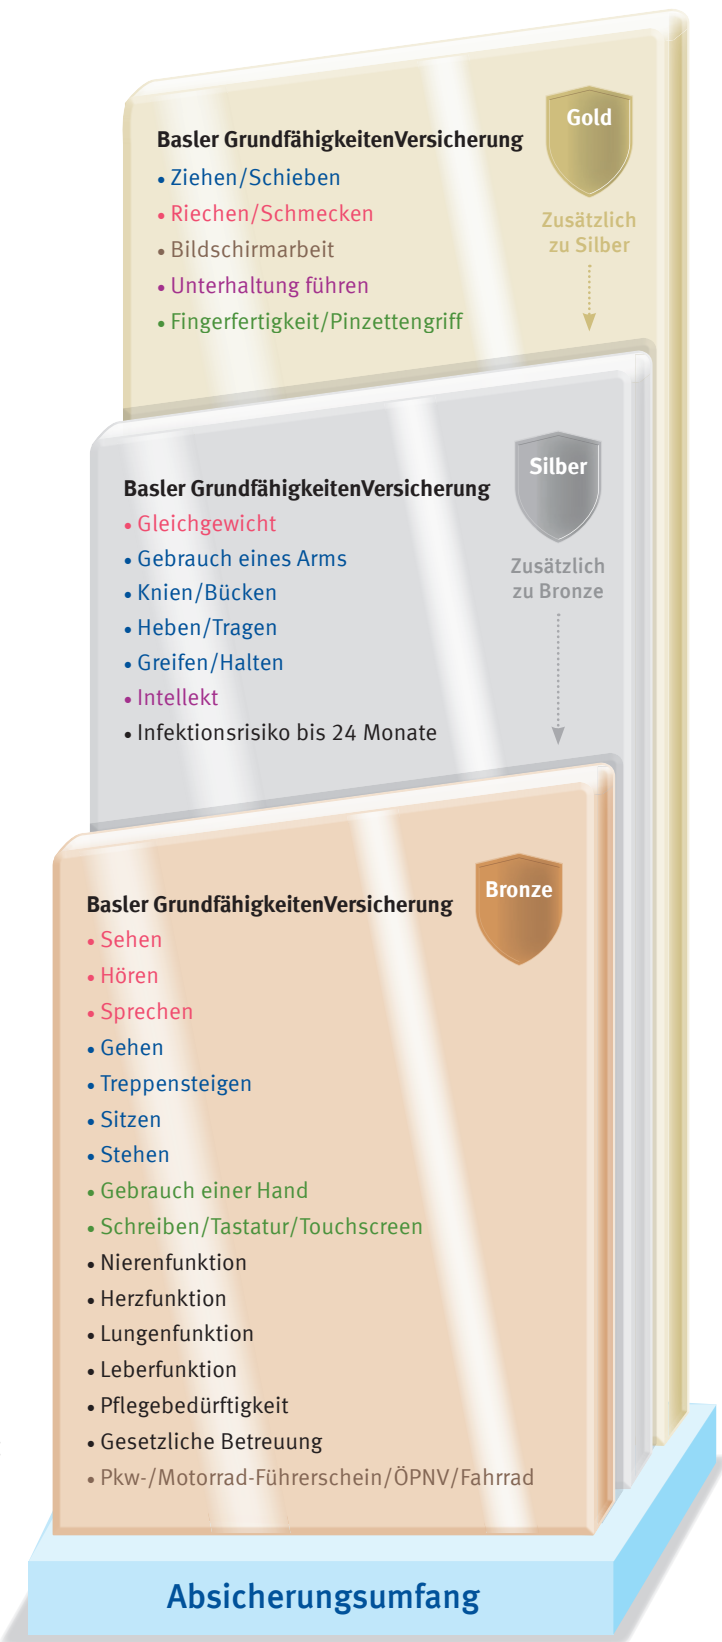 Gold
Basler GrundfähigkeitenVersicherung
• Ziehen/Schieben
• Riechen/Schmecken
• Bildschirmarbeit
• Unterhaltung führen
• Fingerfertigkeit/Pinzettengriff
Zusätzlich
zu Silber
Silber
Basler GrundfähigkeitenVersicherung
• Gleichgewicht
• Gebrauch eines Arms
• Knien/Bücken
• Heben/Tragen
• Greifen/Halten
• Intellekt
• Infektionsrisiko bis 24 Monate
Zusätzlich
zu Bronze
Bronze
Basler GrundfähigkeitenVersicherung
• Sehen
• Hören
• Sprechen
• Gehen
• Treppensteigen
• Sitzen
• Stehen
• Gebrauch einer Hand
• Schreiben/Tastatur/Touchscreen
• Nierenfunktion
• Herzfunktion
• Lungenfunktion
• Leberfunktion
• Pflegebedürftigkeit
• Gesetzliche Betreuung
• Pkw-/Motorrad-Führerschein/ÖPNV/Fahrrad
Absicherungsumfang